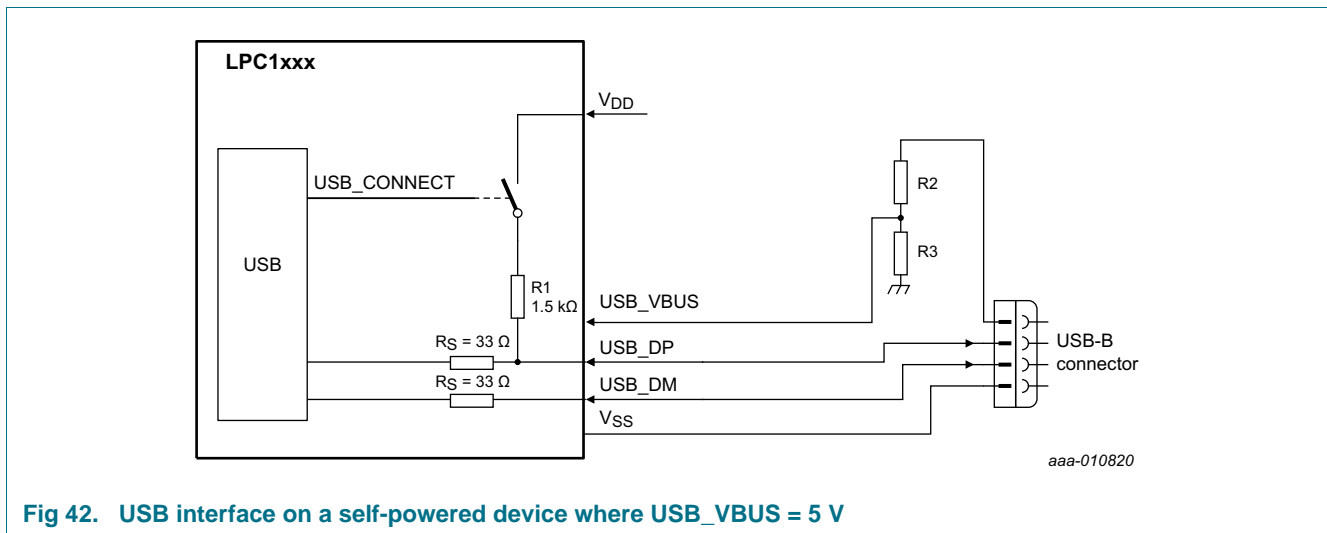 LPC1xxx
VDD
USB_CONNECT
R2
USB
R3
R1
1.5 kΩ
USB_VBUS
RS = 33 Ω
USB_DP
USB-B
connector
RS = 33 Ω
USB_DM
VSS
aaa-010820
Fig 42. USB interface on a self-powered device where USB_VBUS = 5 V